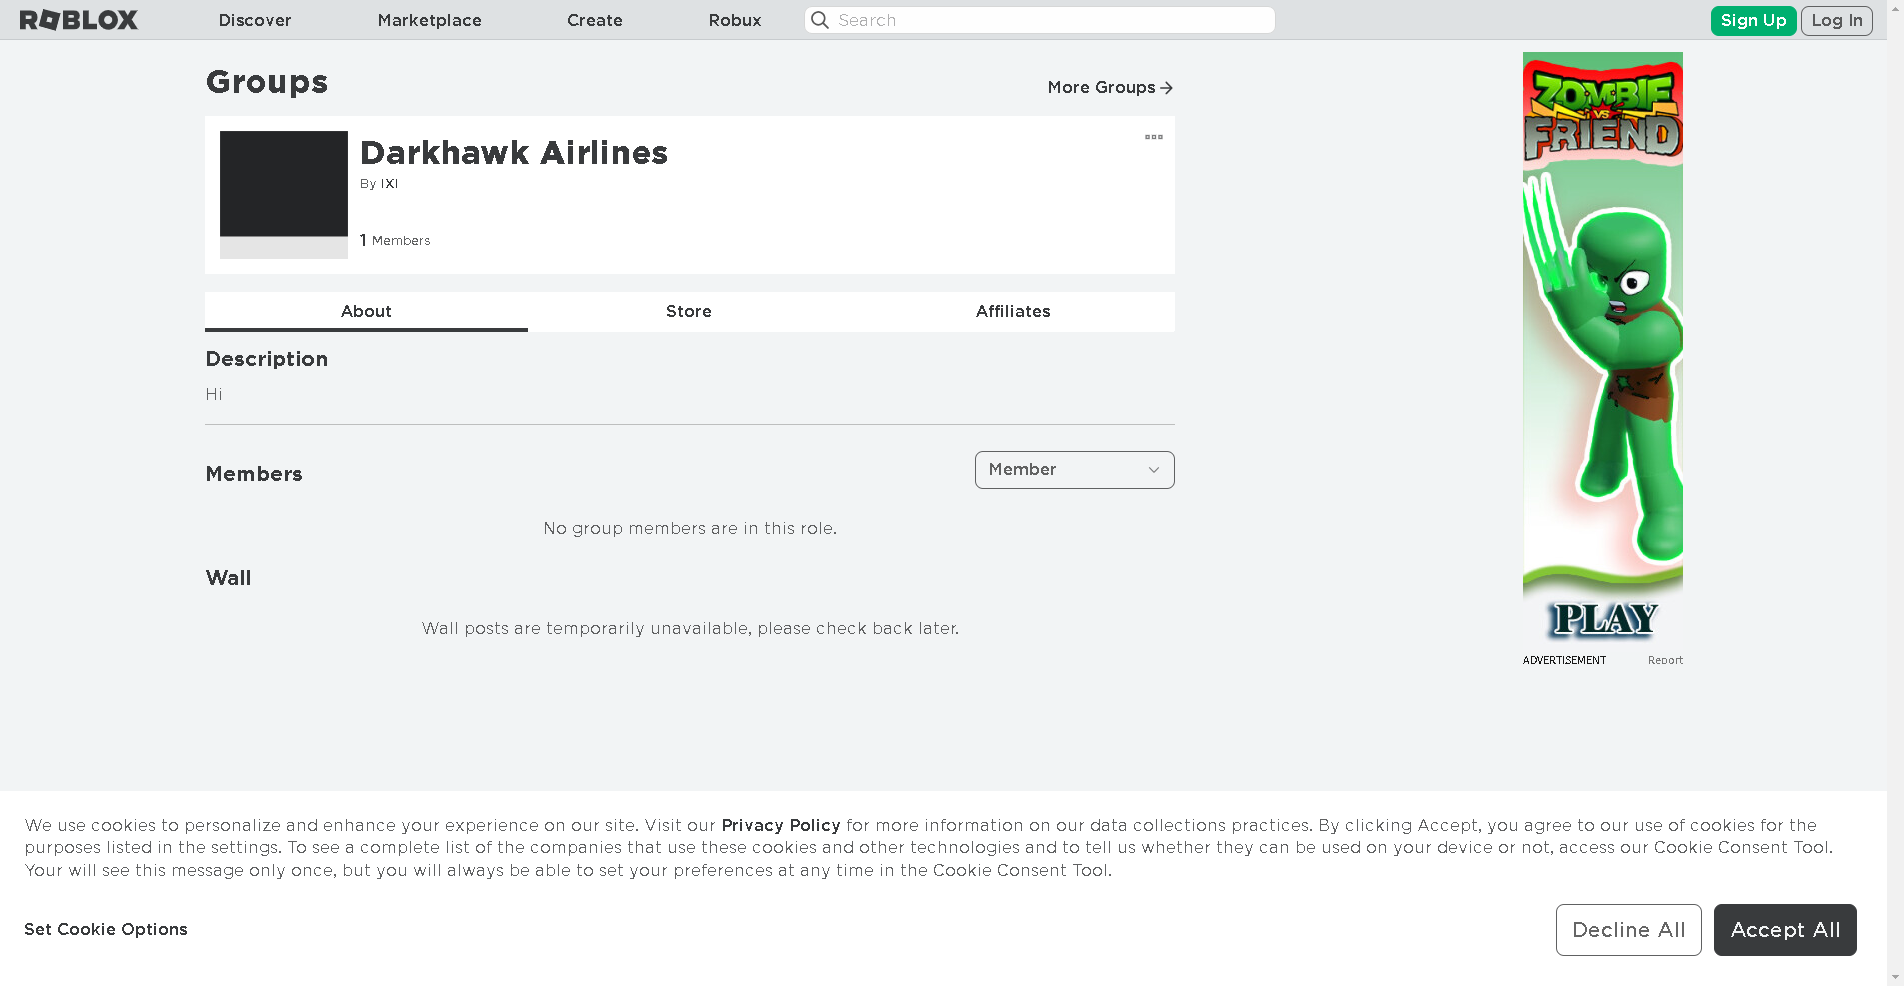 ROBLOX
Discover
Marketplace
Create
Robux
Search
Sign Up
Log In
Groups
More Groups
Darkhawk Airlines
By IXI
1 Members
About
Store
Affiliates
Description
Hi
Members
Member
No group members are in this role.
Wall
Wall posts are temporarily unavailable, please check back later.
ZOMBIE
VS
FRIEND
PLAY
ADVERTISEMENT
Report
We use cookies to personalize and enhance your experience on our site. Visit our Privacy Policy for more information on our data collections practices. By clicking Accept, you agree to our use of cookies for the
purposes listed in the settings. To see a complete list of the companies that use these cookies and other technologies and to tell us whether they can be used on your device or not, access our Cookie Consent Tool.
Your will see this message only once, but you will always be able to set your preferences at any time in the Cookie Consent Tool.
Set Cookie Options
Decline All
Accept All